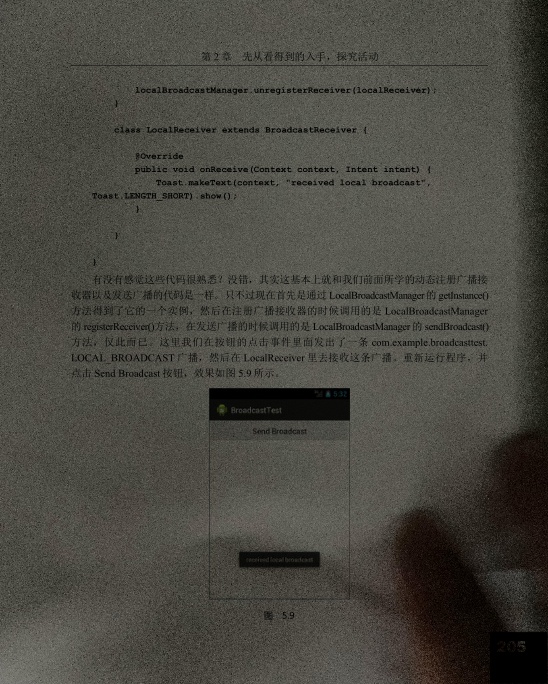 第 2 章 先从看得到的入手，探究活动
localBroadcastManager.unregisterReceiver(localReceiver);
}
class LocalReceiver extends BroadcastReceiver {
@Override
public void onReceive(Context context, Intent intent) {
Toast.makeText(context, "received local broadcast",
Toast.LENGTH_SHORT).show();
}
}
}
有没有感觉这些代码很熟悉？没错，其实这基本上就和我们前面所学的动态注册广播接
收器以及发送广播的代码是一样。只不过现在首先是通过 LocalBroadcastManager 的 getInstance()
方法得到了它的一个实例，然后在注册广播接收器的时候调用的是 LocalBroadcastManager
的 registerReceiver()方法，在发送广播的时候调用的是 LocalBroadcastManager 的 sendBroadcast()
方法，仅此而已。这里我们在按钮的点击事件里面发出了一条 com.example.broadcasttest.
LOCAL_BROADCAST 广播，然后在 LocalReceiver 里去接收这条广播。重新运行程序，并
点击 Send Broadcast 按钮，效果如图 5.9 所示。
5:32
BroadcastTest
Send Broadcast
received local broadcast
图 5.9
205